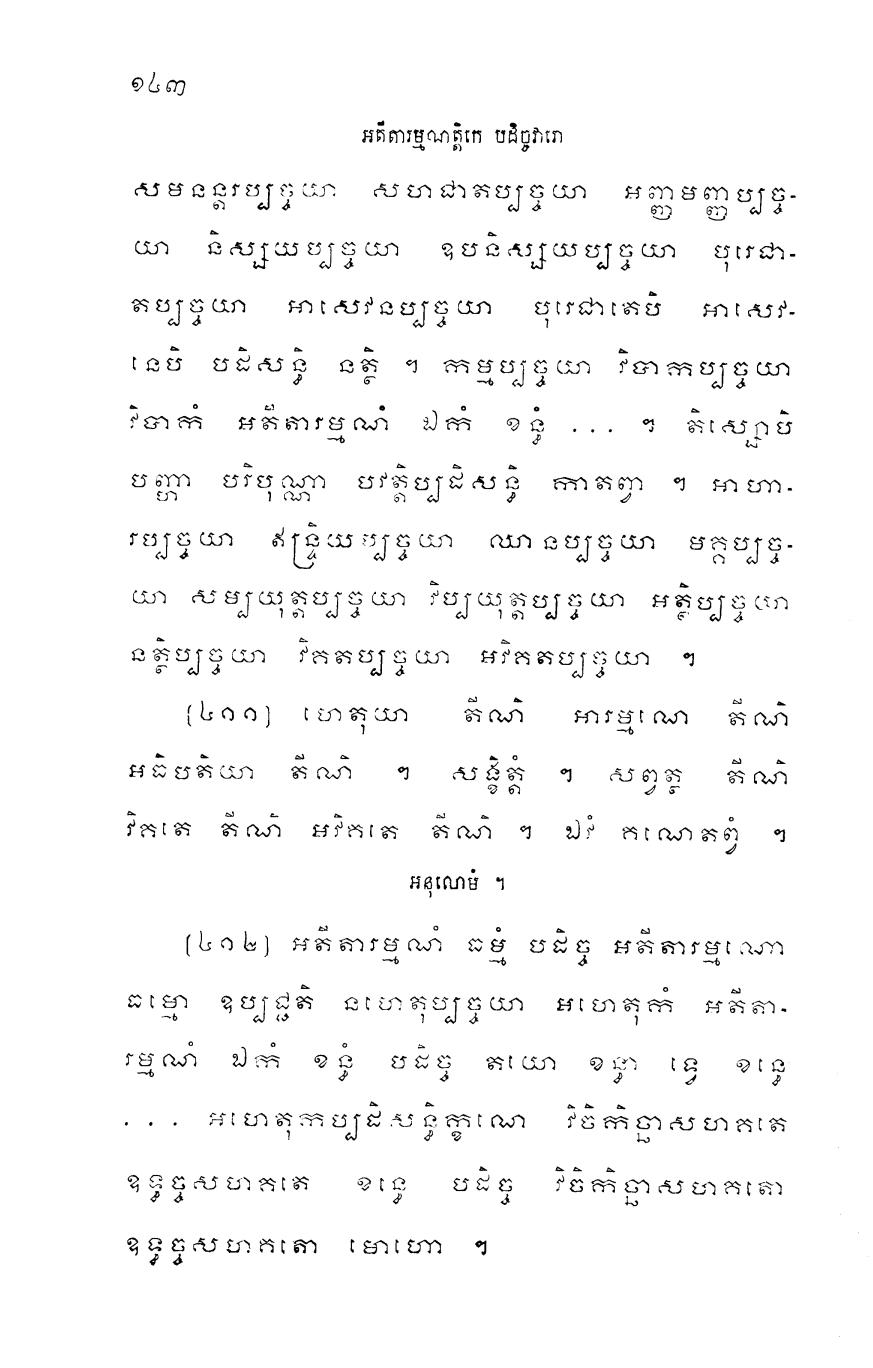 ១៤៣
អតីតារម្មណត្តិកេ បដិច្ចវារោ
សមនន្តរប្បច្ចយា សហជាតប្បច្ចយា អញ្ញមញ្ញប្បច្ច-
យា និស្សយប្បច្ចយា ឧបនិស្សយប្បច្ចយា បុរេជា-
តប្បច្ចយា អាសេវនប្បច្ចយា បុរេជាតេបិ អាសេវ-
នេបិ បដិសន្ធិ នត្ថិ ។ កម្មប្បច្ចយា វិបាកប្បច្ចយា
វិបាកំ អតីតារម្មណំ ឯកំ ខន្ធំ ... ។ តិស្សោបិ
បញ្ហា បរិបុណ្ណា បវត្តិប្បដិសន្ធិ កាតព្វា ។ អាហា-
រប្បច្ចយា ឥន្ទ្រិយប្បច្ចយា ឈានប្បច្ចយា មគ្គប្បច្ច-
យា សម្បយុត្តប្បច្ចយា វិប្បយុត្តប្បច្ចយា អត្ថិប្បច្ចយា
នត្ថិប្បច្ចយា វិគតប្បច្ចយា អវិគតប្បច្ចយា ។
[៤១១] ហេតុយា តីណិ អារម្មណេ តីណិ
អធិបតិយា តីណិ ។ សង្ខិត្តំ ។ សព្វត្ថ តីណិ
វិគតេ តីណិ អវិគតេ តីណិ ។ ឯវំ គណេតព្វំ ។
អនុលោមំ ។
[៤១២] អតីតារម្មណំ ធម្មំ បដិច្ច អតីតារម្មណោ
ធម្មោ ឧប្បជ្ជតិ នហេតុប្បច្ចយា អហេតុកំ អតីតា-
រម្មណំ ឯកំ ខន្ធំ បដិច្ច តយោ ខន្ធា ទ្វេ ខន្ធេ
... អហេតុកប្បដិសន្ធិក្ខណេ វិចិកិច្ឆាសហគតេ
ឧទ្ធច្ចសហគតេ ខន្ធេ បដិច្ច វិចិកិច្ឆាសហគតោ
ឧទ្ធច្ចសហគតោ មោហោ ។